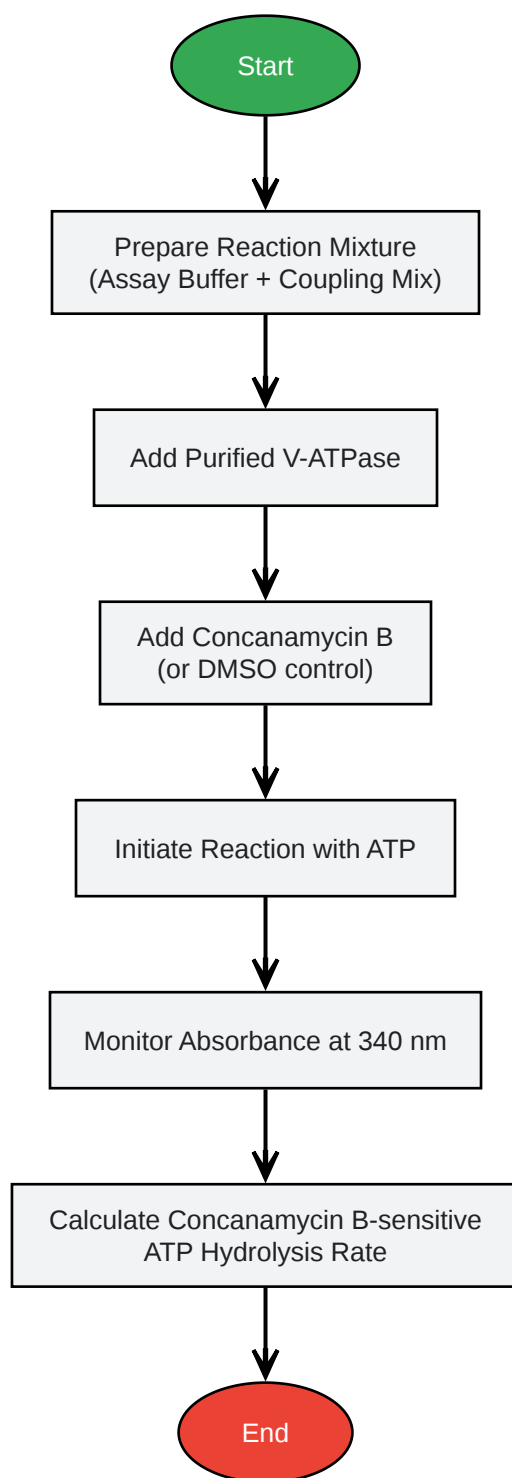 Start
Prepare Reaction Mixture
(Assay Buffer + Coupling Mix)
Add Purified V-ATPase
Add Concanamycin B
(or DMSO control)
Initiate Reaction with ATP
Monitor Absorbance at 340 nm
Calculate Concanamycin B-sensitive
ATP Hydrolysis Rate
End